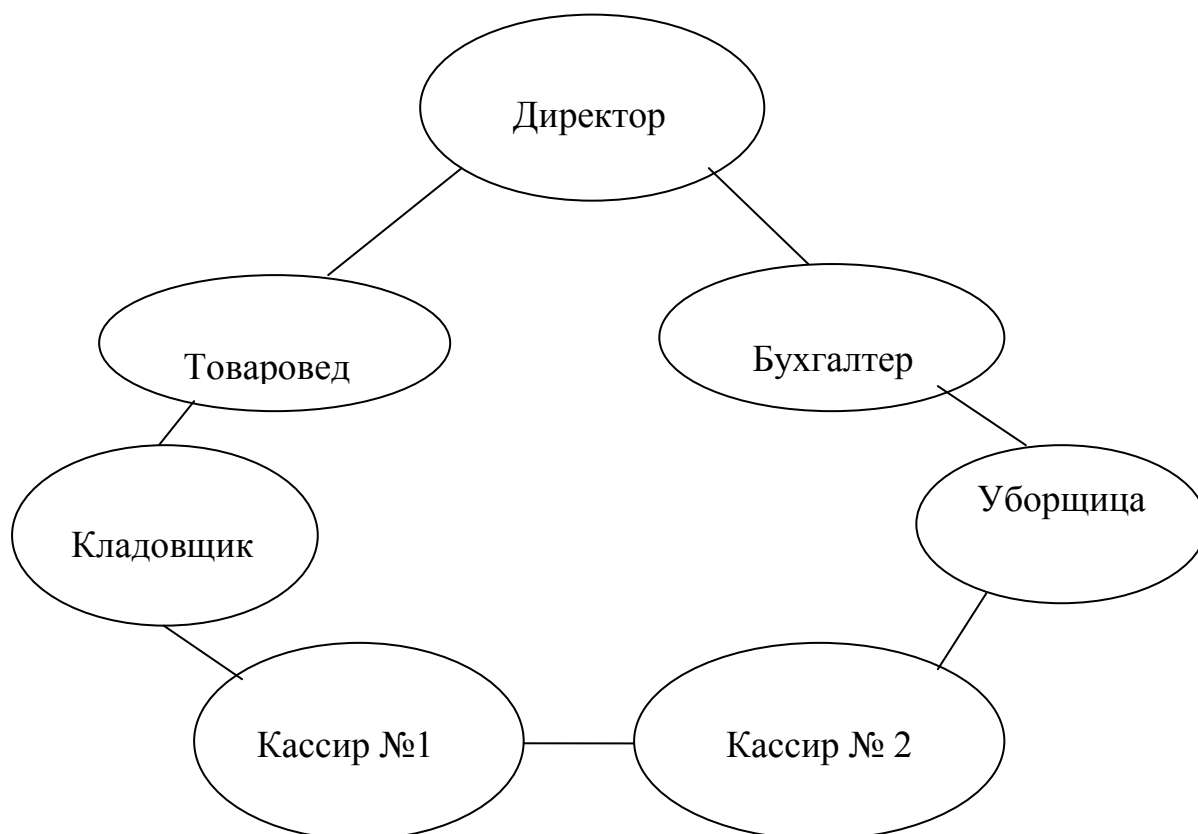 Директор
Товаровед
Бухгалтер
Уборщица
Кладовщик
Кассир №1
Кассир № 2